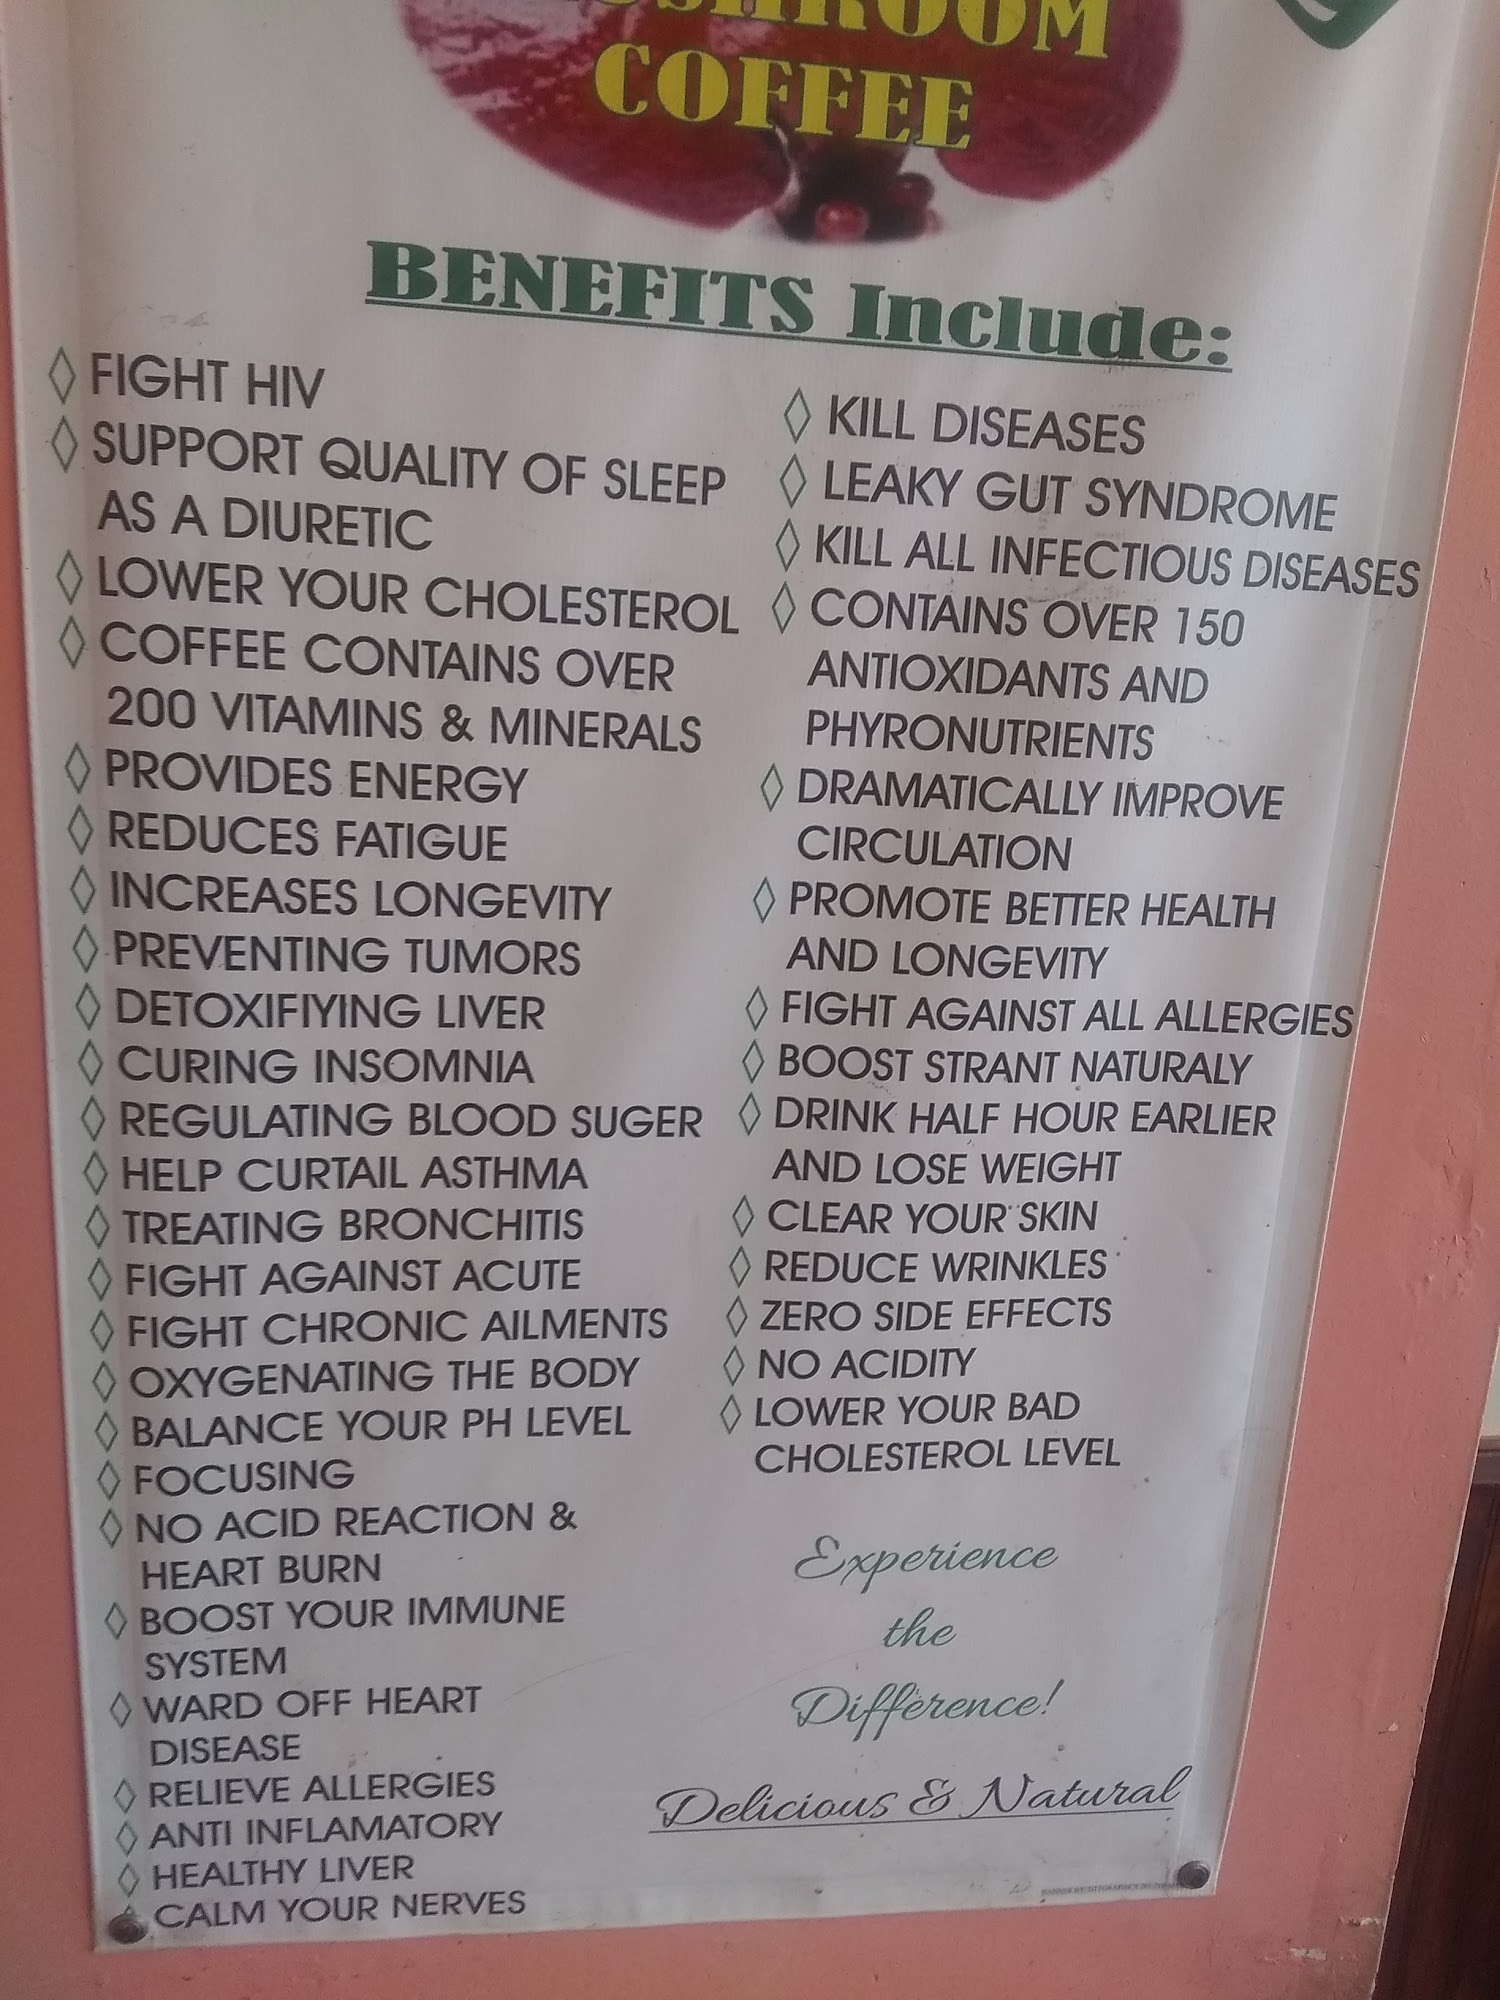 COFFEE
BENEFITS Include:
◊ FIGHT HIV
◊ SUPPORT QUALITY OF SLEEP
AS A DIURETIC
◊ LOWER YOUR CHOLESTEROL
◊ COFFEE CONTAINS OVER
200 VITAMINS & MINERALS
◊ PROVIDES ENERGY
◊ REDUCES FATIGUE
◊ INCREASES LONGEVITY
◊ PREVENTING TUMORS
◊ DETOXIFIYING LIVER
◊ CURING INSOMNIA
◊ REGULATING BLOOD SUGER
◊ HELP CURTAIL ASTHMA
◊ TREATING BRONCHITIS
◊ FIGHT AGAINST ACUTE
◊ FIGHT CHRONIC AILMENTS
◊ OXYGENATING THE BODY
◊ BALANCE YOUR PH LEVEL
◊ FOCUSING
◊ NO ACID REACTION &
HEART BURN
◊ BOOST YOUR IMMUNE
SYSTEM
◊ WARD OFF HEART
DISEASE
◊ RELIEVE ALLERGIES
◊ ANTI INFLAMATORY
◊ HEALTHY LIVER
◊ CALM YOUR NERVES
◊ KILL DISEASES
◊ LEAKY GUT SYNDROME
◊ KILL ALL INFECTIOUS DISEASES
◊ CONTAINS OVER 150
ANTIOXIDANTS AND
PHYRONUTRIENTS
◊ DRAMATICALLY IMPROVE
CIRCULATION
◊ PROMOTE BETTER HEALTH
AND LONGEVITY
◊ FIGHT AGAINST ALL ALLERGIES
◊ BOOST STRANT NATURALY
◊ DRINK HALF HOUR EARLIER
AND LOSE WEIGHT
◊ CLEAR YOUR SKIN
◊ REDUCE WRINKLES
◊ ZERO SIDE EFFECTS
◊ NO ACIDITY
◊ LOWER YOUR BAD
CHOLESTEROL LEVEL
Experience
the
Difference!
Delicious & Natural